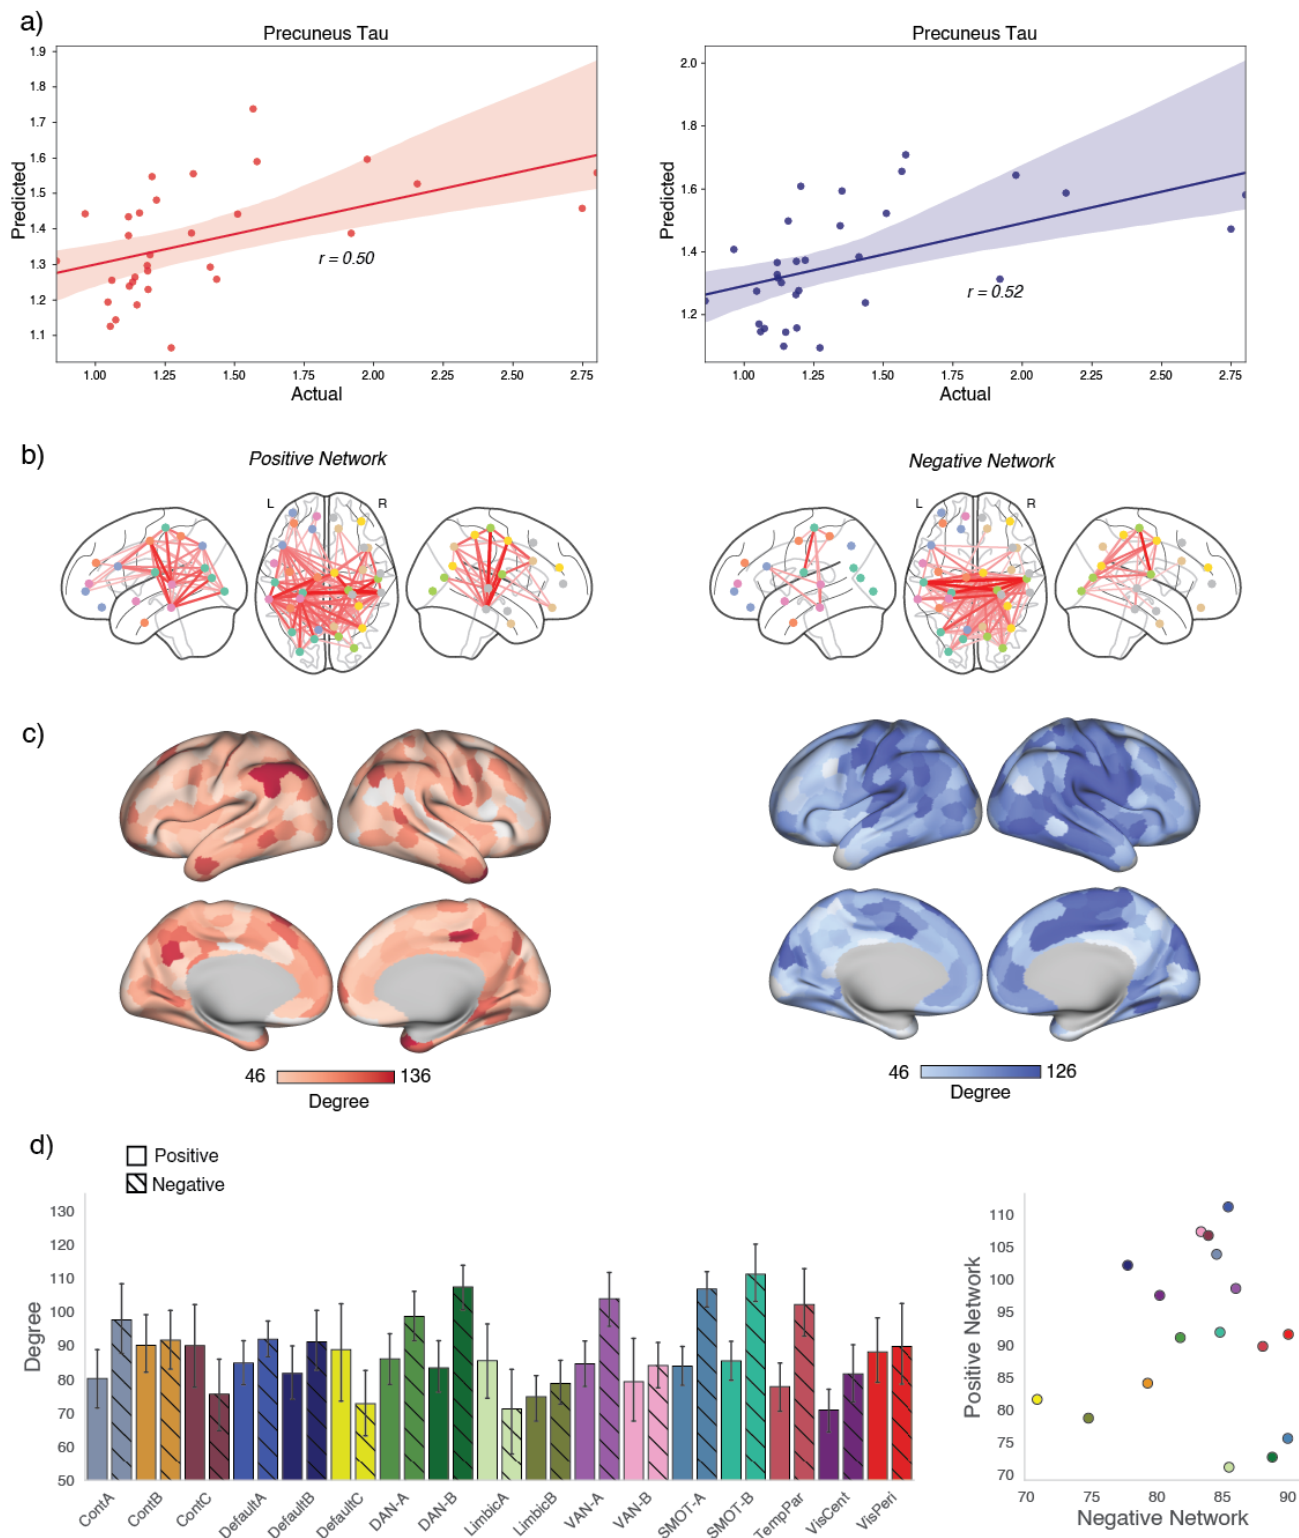 a)
Precuneus Tau
Precuneus Tau
1.9
1.8
1.7
1.6
1.5
1.4
1.3
1.2
1.1
Predicted
r = 0.50
1.00
1.25
1.50
1.75
2.00
2.25
2.50
2.75
Actual
2.0
1.8
1.6
1.4
1.2
Predicted
r = 0.52
1.00
1.25
1.50
1.75
2.00
2.25
2.50
2.75
Actual
b)
Positive Network
Negative Network
L
R
L
R
c)
46
136
Degree
46
126
Degree
d)
Positive
Negative
130
120
110
100
90
80
70
60
50
Degree
ContA
ContB
ContC
DefaultA
DefaultB
DefaultC
DAN-A
DAN-B
LimbicA
LimbicB
VAN-A
VAN-B
SMOT-A
SMOT-B
TempPar
VisCent
VisPeri
110
105
100
95
90
85
80
75
70
Positive Network
70
75
80
85
90
Negative Network